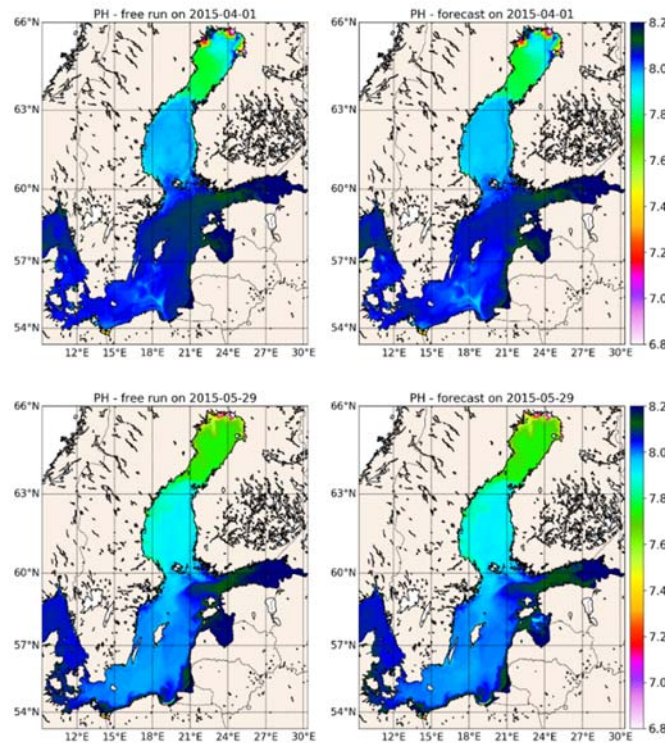 PH - free run on 2015-04-01
PH - forecast on 2015-04-01
66°N
66°N
8.2
8.0
63°N
63°N
7.8
60°N
60°N
7.6
7.4
57°N
57°N
7.2
7.0
54°N
54°N
6.8
12°E 15°E 18°E 21°E 24°E 27°E 30°E
12°E 15°E 18°E 21°E 24°E 27°E 30°E
PH - free run on 2015-05-29
PH - forecast on 2015-05-29
66°N
66°N
8.2
8.0
63°N
63°N
7.8
60°N
60°N
7.6
7.4
57°N
57°N
7.2
7.0
54°N
54°N
6.8
12°E 15°E 18°E 21°E 24°E 27°E 30°E
12°E 15°E 18°E 21°E 24°E 27°E 30°E